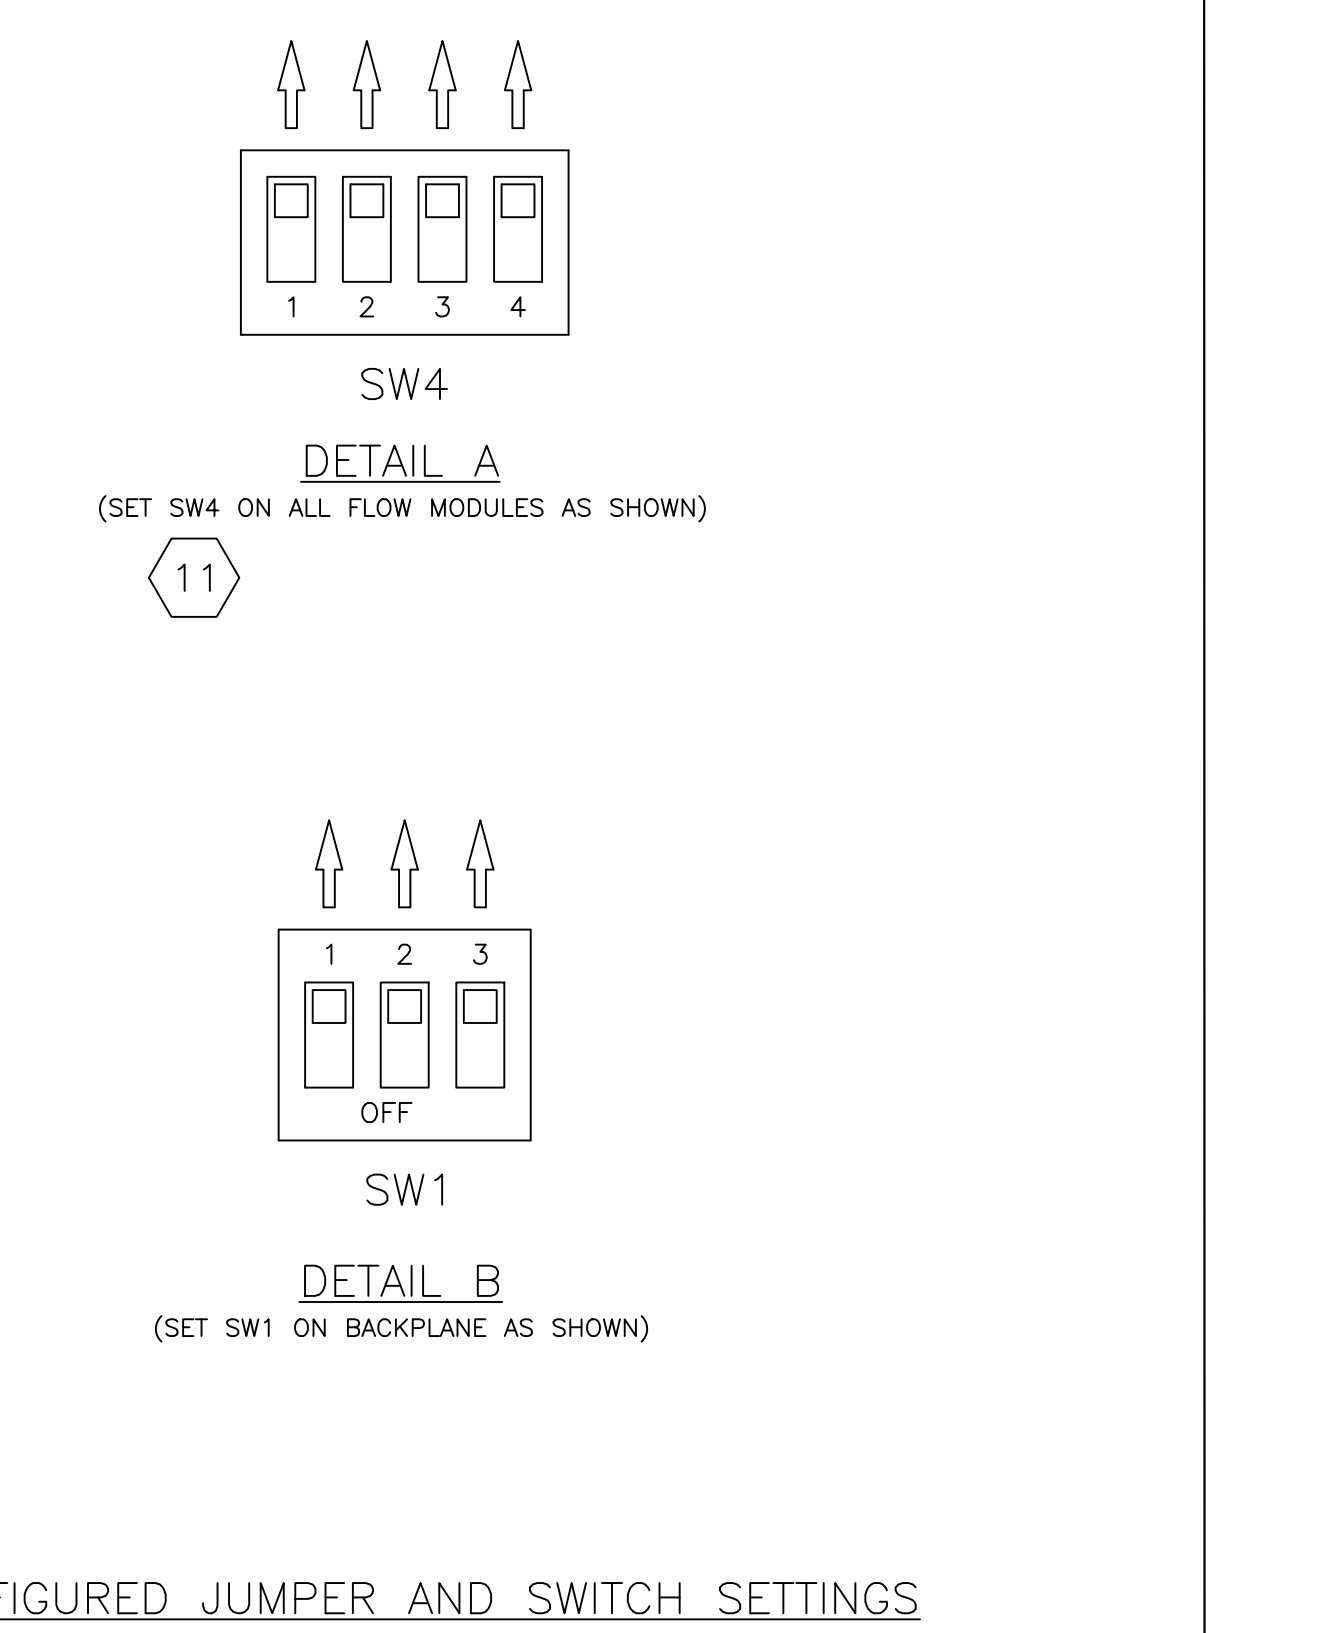 1 2 3 4
SW4
DETAIL A
(SET SW4 ON ALL FLOW MODULES AS SHOWN)
11
1 2 3
OFF
SW1
DETAIL B
(SET SW1 ON BACKPLANE AS SHOWN)
FIGURED JUMPER AND SWITCH SETTINGS